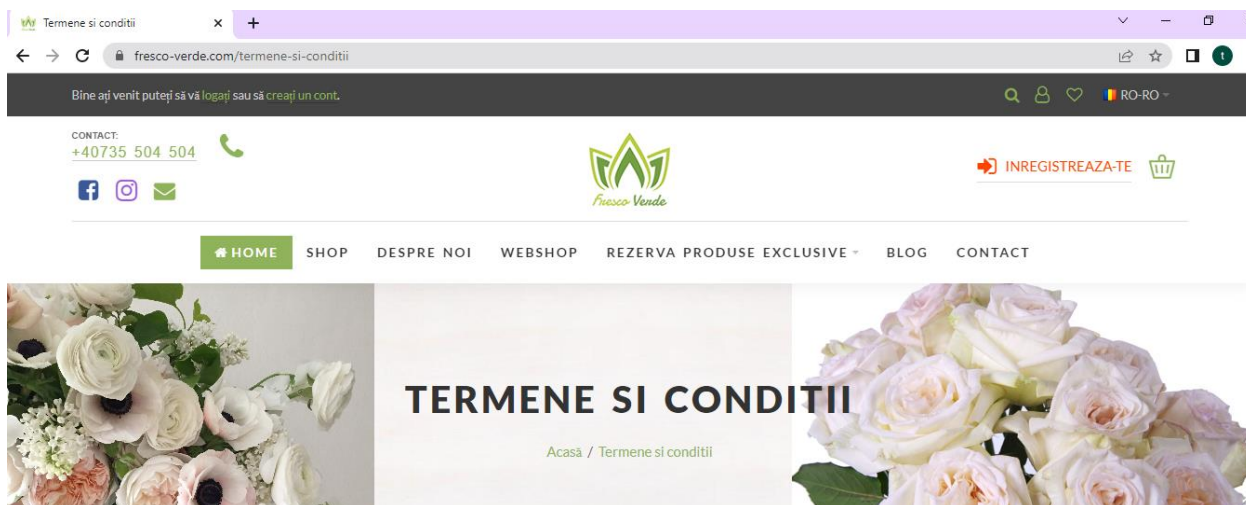 Termene si conditii
fresco-verde.com/termene-si-conditii
t
Bine ați venit puteți să vă logați sau să creați un cont.
RO-RO
CONTACT:
+40735 504 504
Fresco Verde
INREGISTREAZA-TE
HOME SHOP DESPRE NOI WEBSHOP REZERVA PRODUSE EXCLUSIVE BLOG CONTACT
TERMENE SI CONDITII
Acasă / Termene si conditii